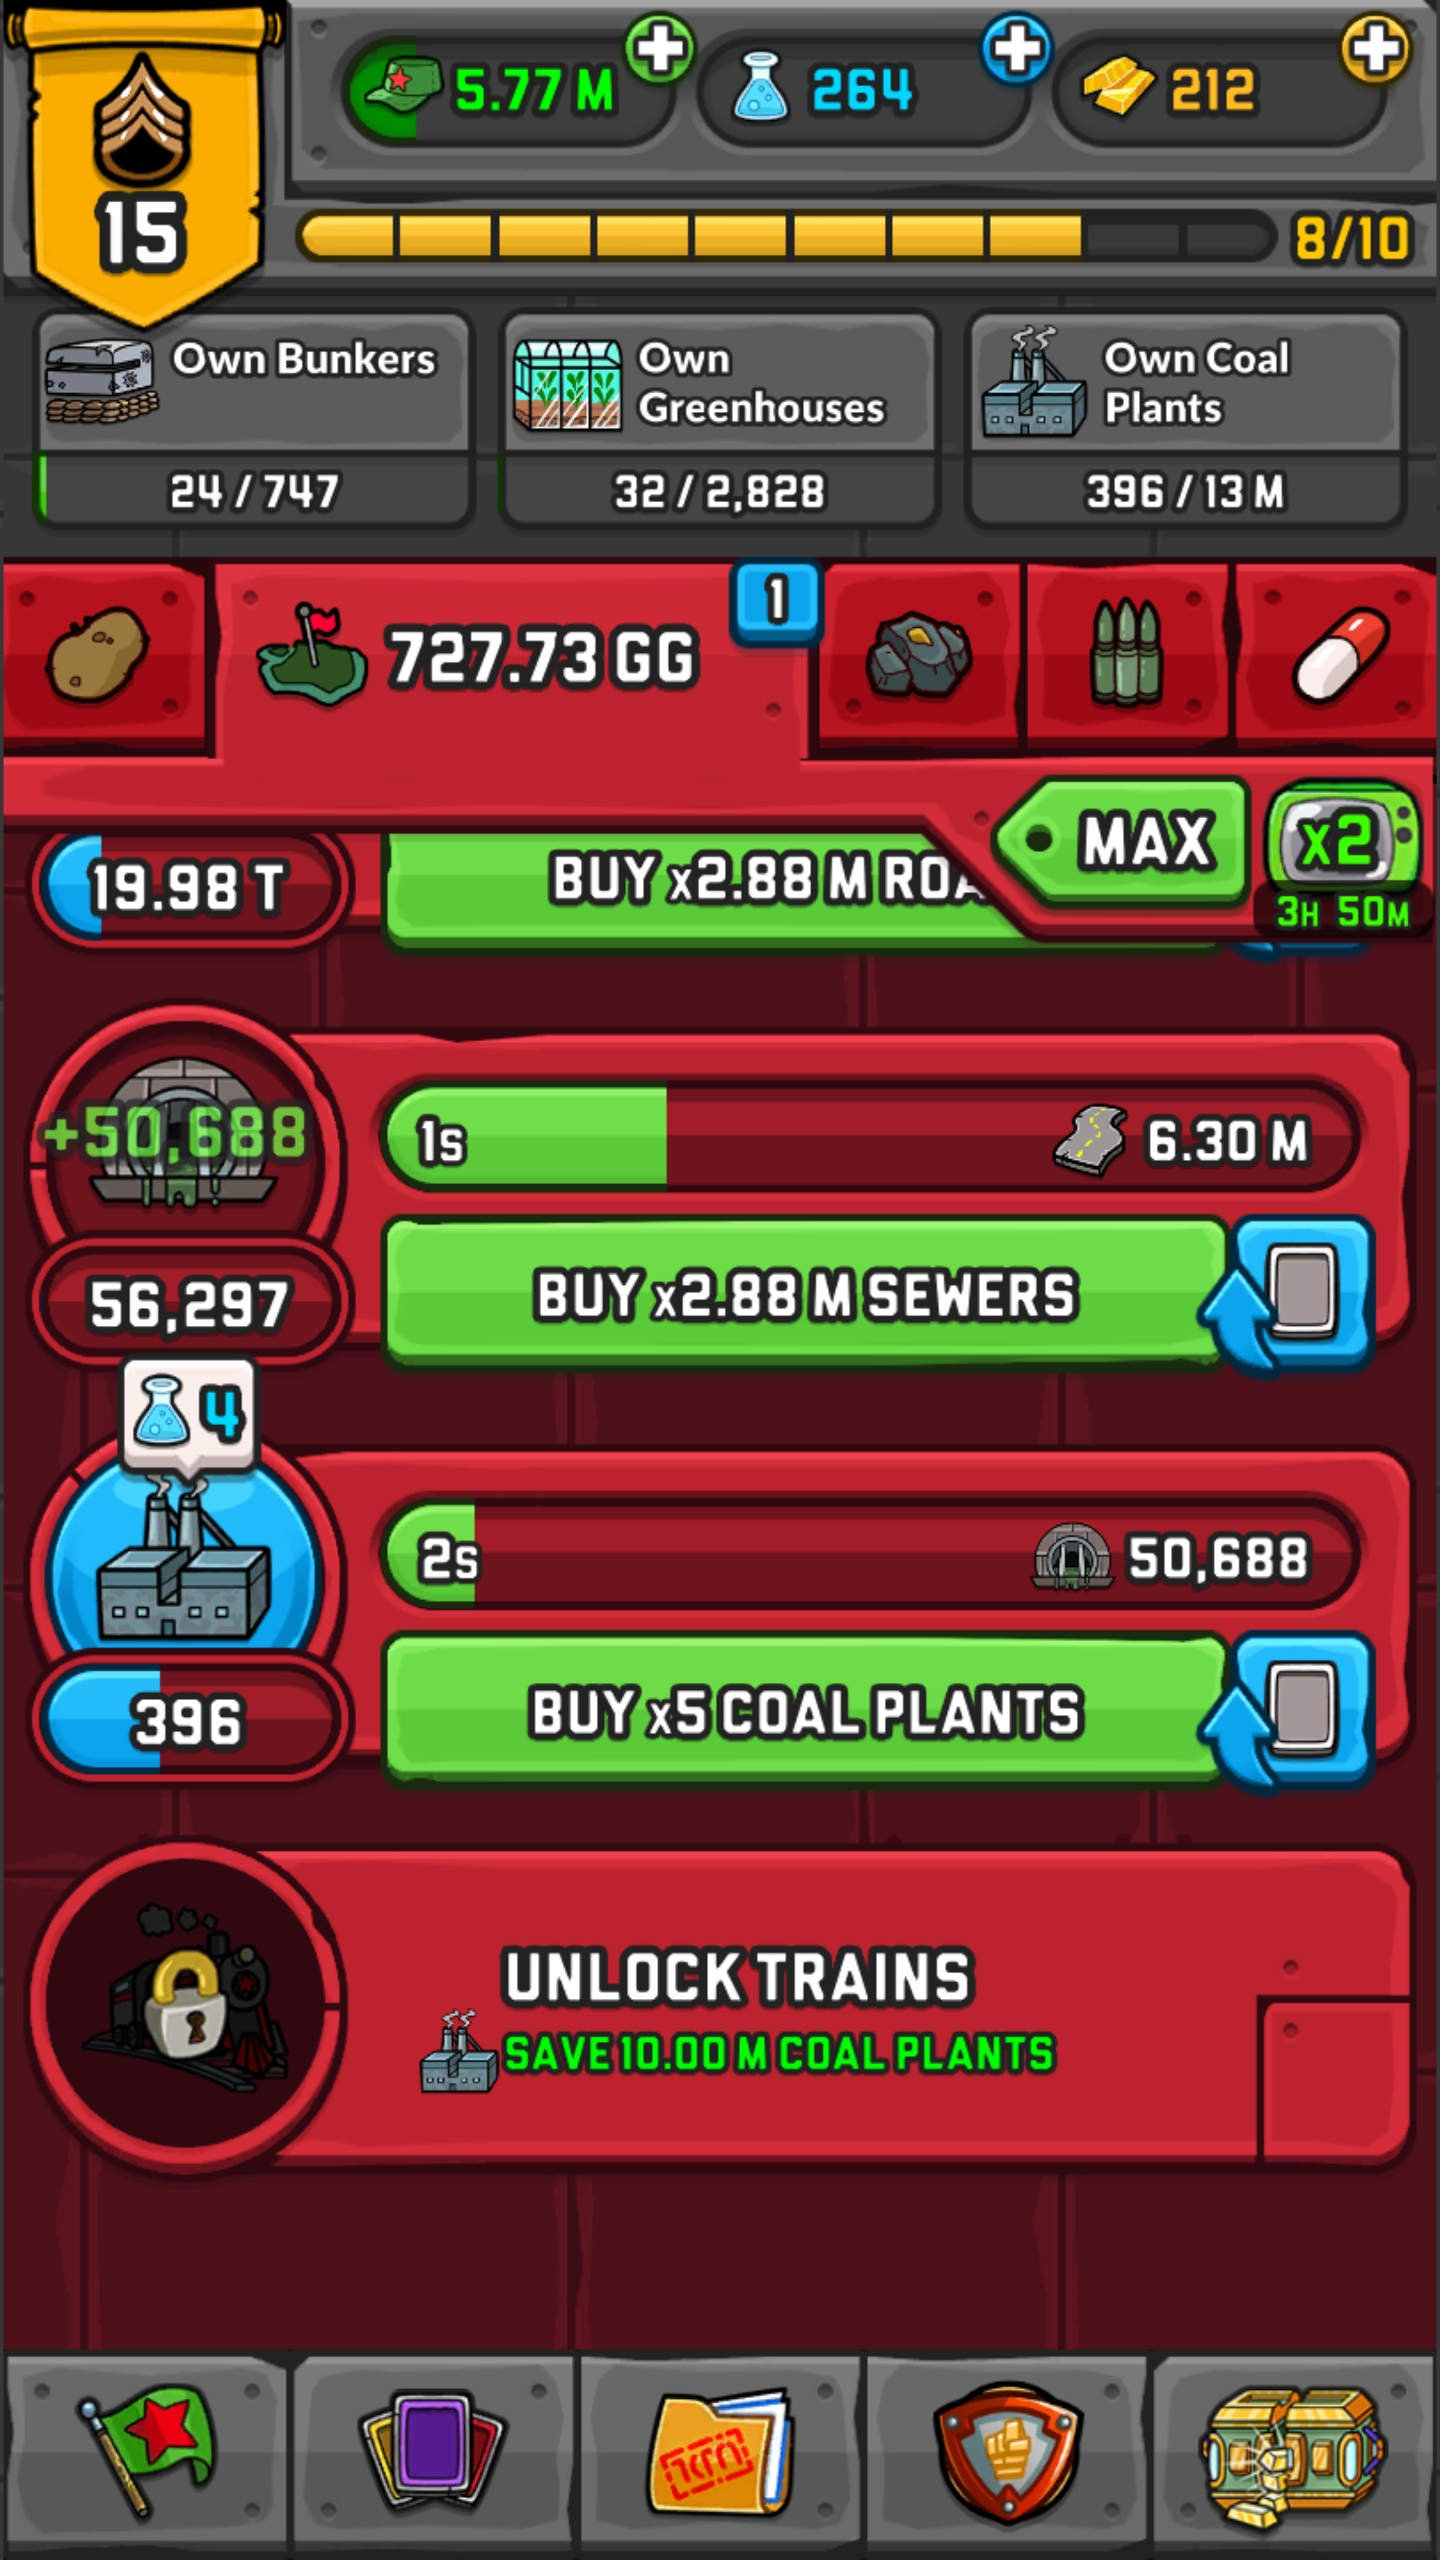 5.77 M
264
212
15
8/10
Own Bunkers
24 / 747
Own
Greenhouses
32 / 2,828
Own Coal
Plants
396 / 13 M
727.73 GG
1
MAX
x2
3H 50M
19.98 T
BUY x2.88 M ROA
+50,688
1s
6.30 M
56,297
BUY x2.88 M SEWERS
4
2s
50,688
396
BUY x5 COAL PLANTS
UNLOCK TRAINS
SAVE 10.00 M COAL PLANTS